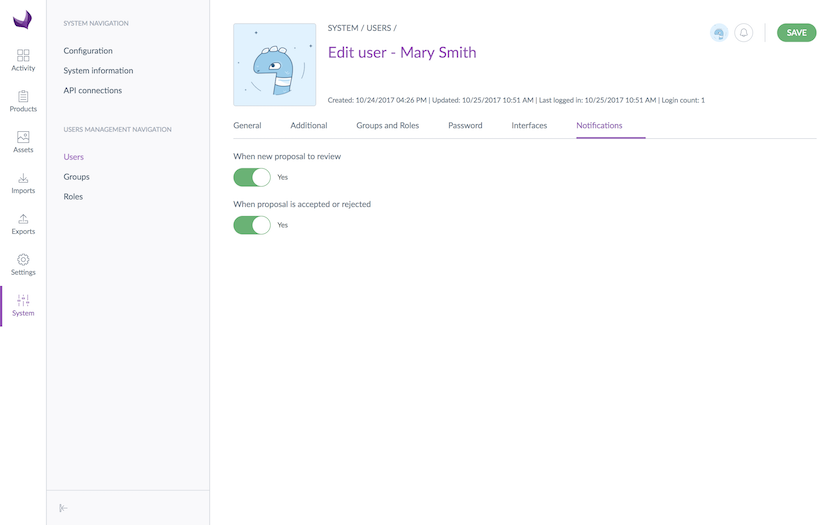 Activity
Products
Assets
Imports
Exports
Settings
System
SYSTEM NAVIGATION
Configuration
System information
API connections
USERS MANAGEMENT NAVIGATION
Users
Groups
Roles
SYSTEM / USERS /
Edit user - Mary Smith
SAVE
Created: 10/24/2017 04:26 PM | Updated: 10/25/2017 10:51 AM | Last logged in: 10/25/2017 10:51 AM | Login count: 1
General Additional Groups and Roles Password Interfaces Notifications
When new proposal to review
Yes
When proposal is accepted or rejected
Yes